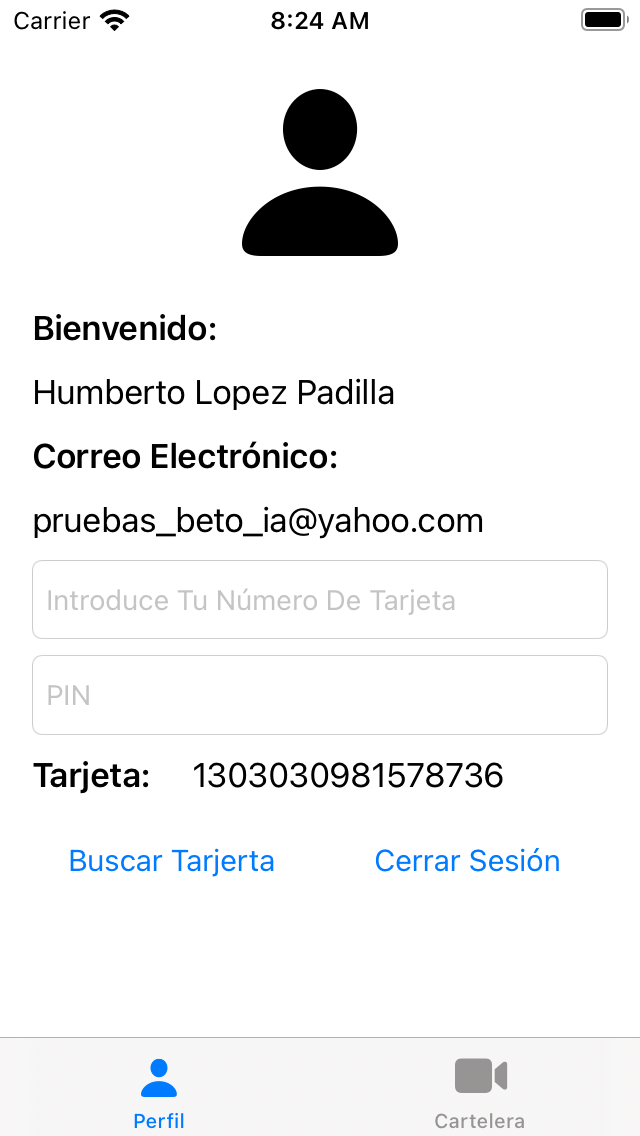 Carrier 8:24 AM
Bienvenido:
Humberto Lopez Padilla
Correo Electrónico:
pruebas_beto_ia@yahoo.com
Introduce Tu Número De Tarjeta
PIN
Tarjeta: 1303030981578736
Buscar Tarjerta Cerrar Sesión
Perfil Cartelera